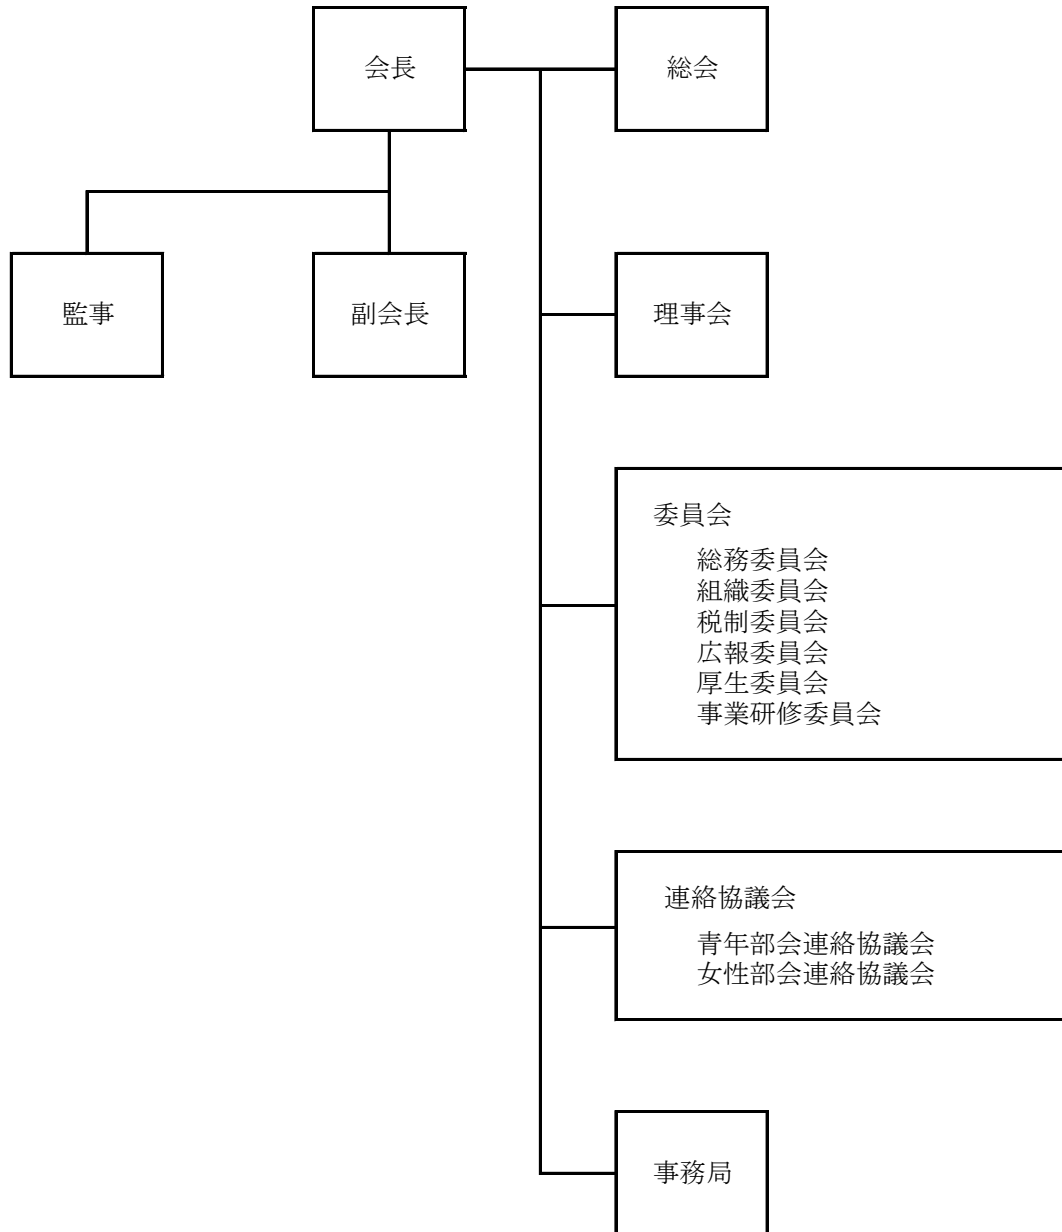 会長
総会
監事
副会長
理事会
委員会
総務委員会
組織委員会
税制委員会
広報委員会
厚生委員会
事業研修委員会
連絡協議会
青年部会連絡協議会
女性部会連絡協議会
事務局